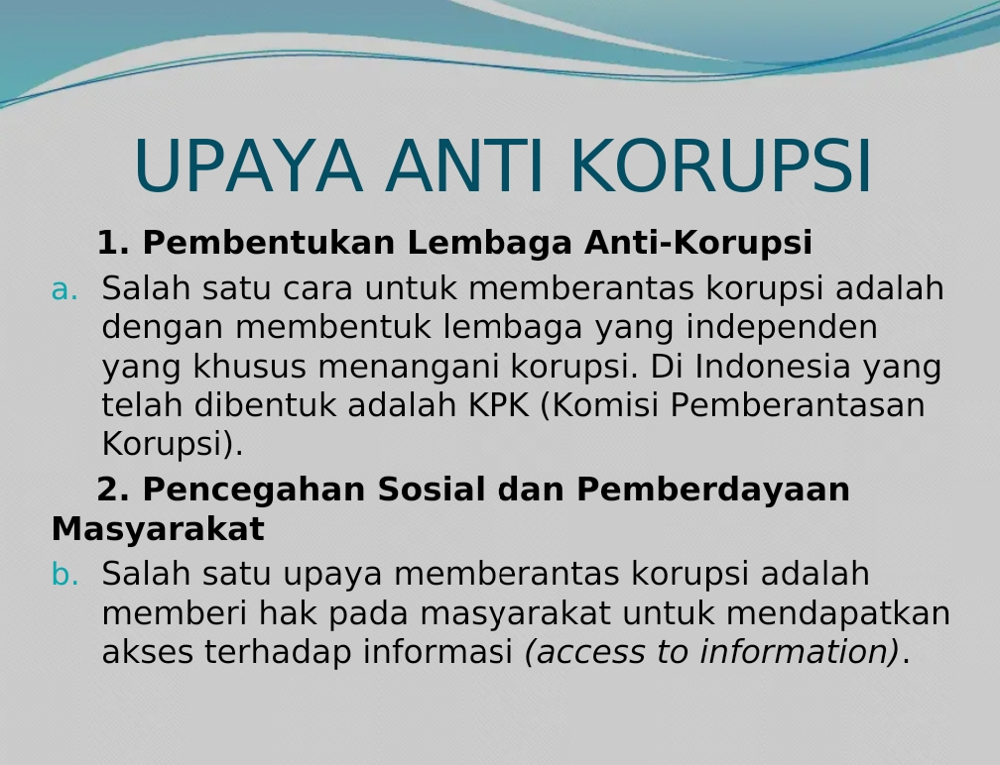 UPAYA ANTI KORUPSI
1. Pembentukan Lembaga Anti-Korupsi
a. Salah satu cara untuk memberantas korupsi adalah
dengan membentuk lembaga yang independen
yang khusus menangani korupsi. Di Indonesia yang
telah dibentuk adalah KPK (Komisi Pemberantasan
Korupsi).
2. Pencegahan Sosial dan Pemberdayaan
Masyarakat
b. Salah satu upaya memberantas korupsi adalah
memberi hak pada masyarakat untuk mendapatkan
akses terhadap informasi (access to information).